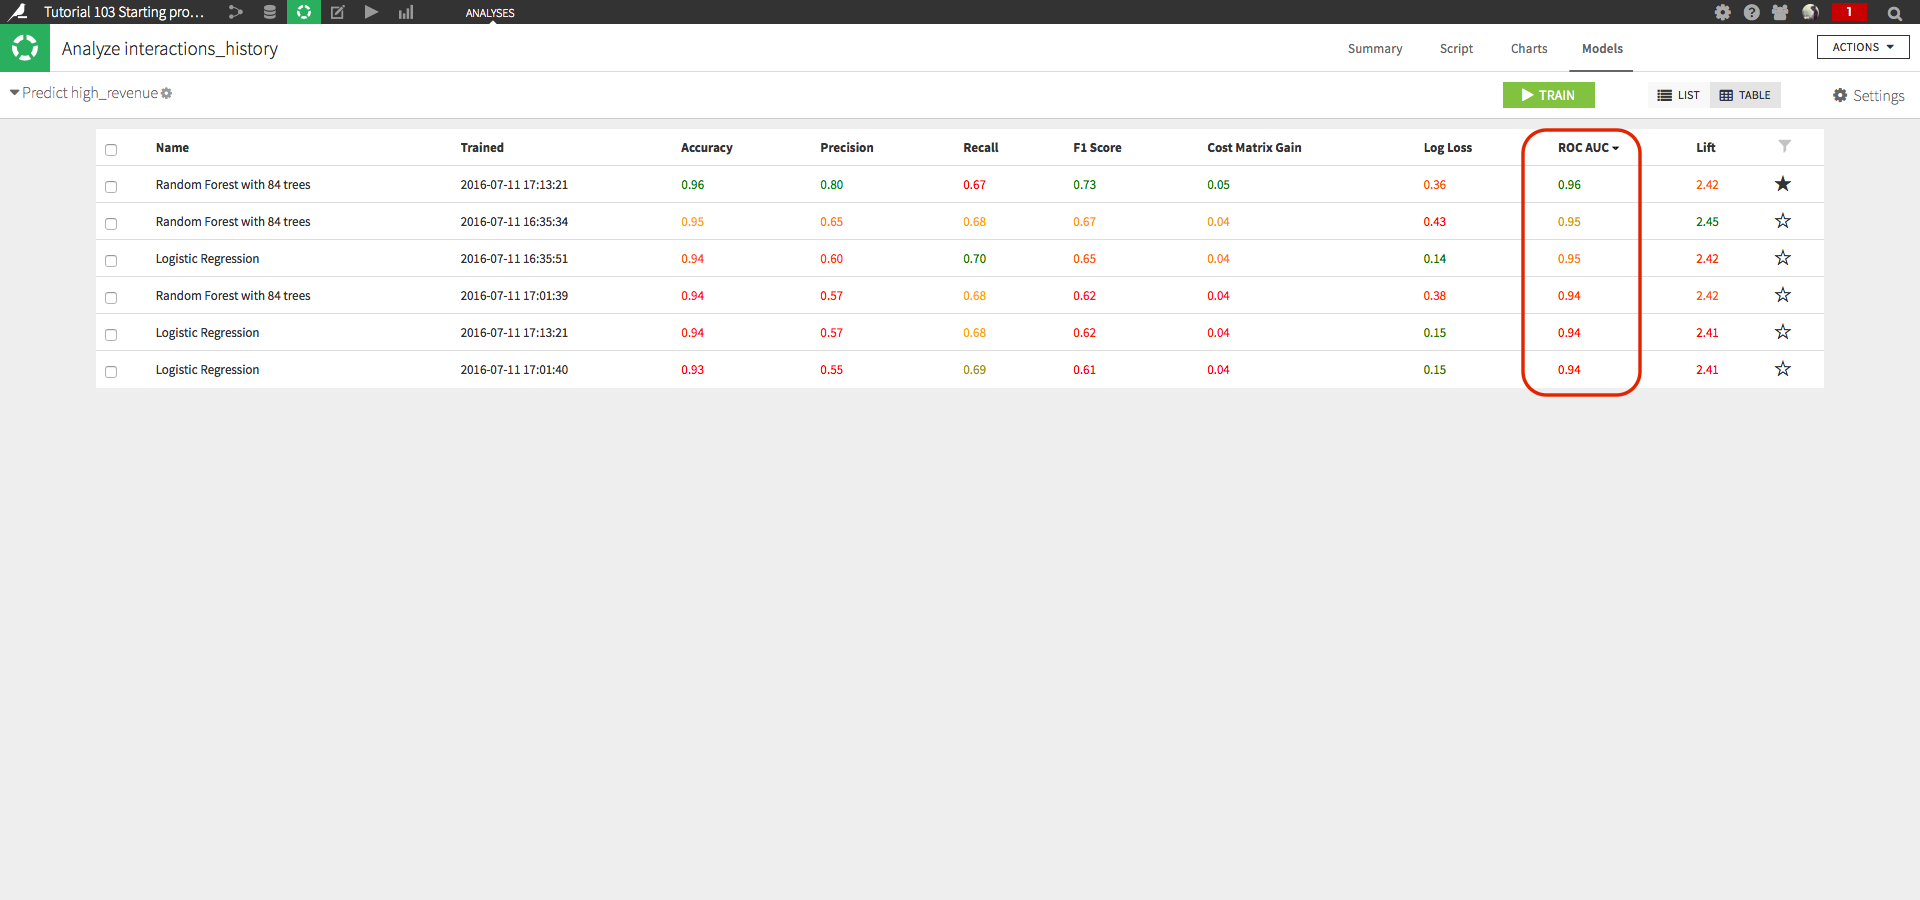 Tutorial 103 Starting pro... ANALYSES 1
Analyze interactions_history Summary Script Charts Models ACTIONS
Predict high_revenue TRAIN LIST TABLE Settings
Name Trained Accuracy Precision Recall F1 Score Cost Matrix Gain Log Loss ROC AUC Lift
Random Forest with 84 trees 2016-07-11 17:13:21 0.96 0.80 0.67 0.73 0.05 0.36 0.96 2.42
Random Forest with 84 trees 2016-07-11 16:35:34 0.95 0.65 0.68 0.67 0.04 0.43 0.95 2.45
Logistic Regression 2016-07-11 16:35:51 0.94 0.60 0.70 0.65 0.04 0.14 0.95 2.42
Random Forest with 84 trees 2016-07-11 17:01:39 0.94 0.57 0.68 0.62 0.04 0.38 0.94 2.42
Logistic Regression 2016-07-11 17:13:21 0.94 0.57 0.68 0.62 0.04 0.15 0.94 2.41
Logistic Regression 2016-07-11 17:01:40 0.93 0.55 0.69 0.61 0.04 0.15 0.94 2.41